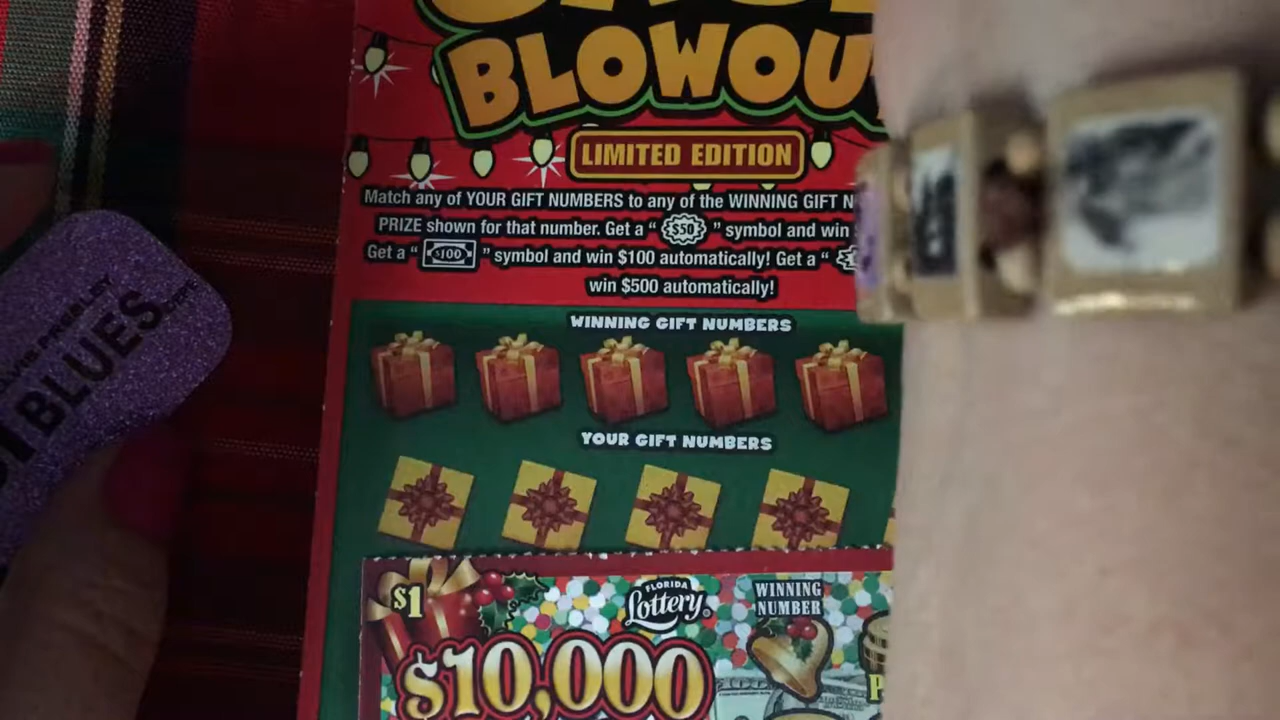 BLOWOU
LIMITED EDITION
Match any of YOUR GIFT NUMBERS to any of the WINNING GIFT N
PRIZE shown for that number. Get a " $50 " symbol and win
Get a " $100 " symbol and win $100 automatically! Get a "
win $500 automatically!
WINNING GIFT NUMBERS
YOUR GIFT NUMBERS
BLUES
$1
FLORIDA
Lottery
WINNING
NUMBER
$10,000
P